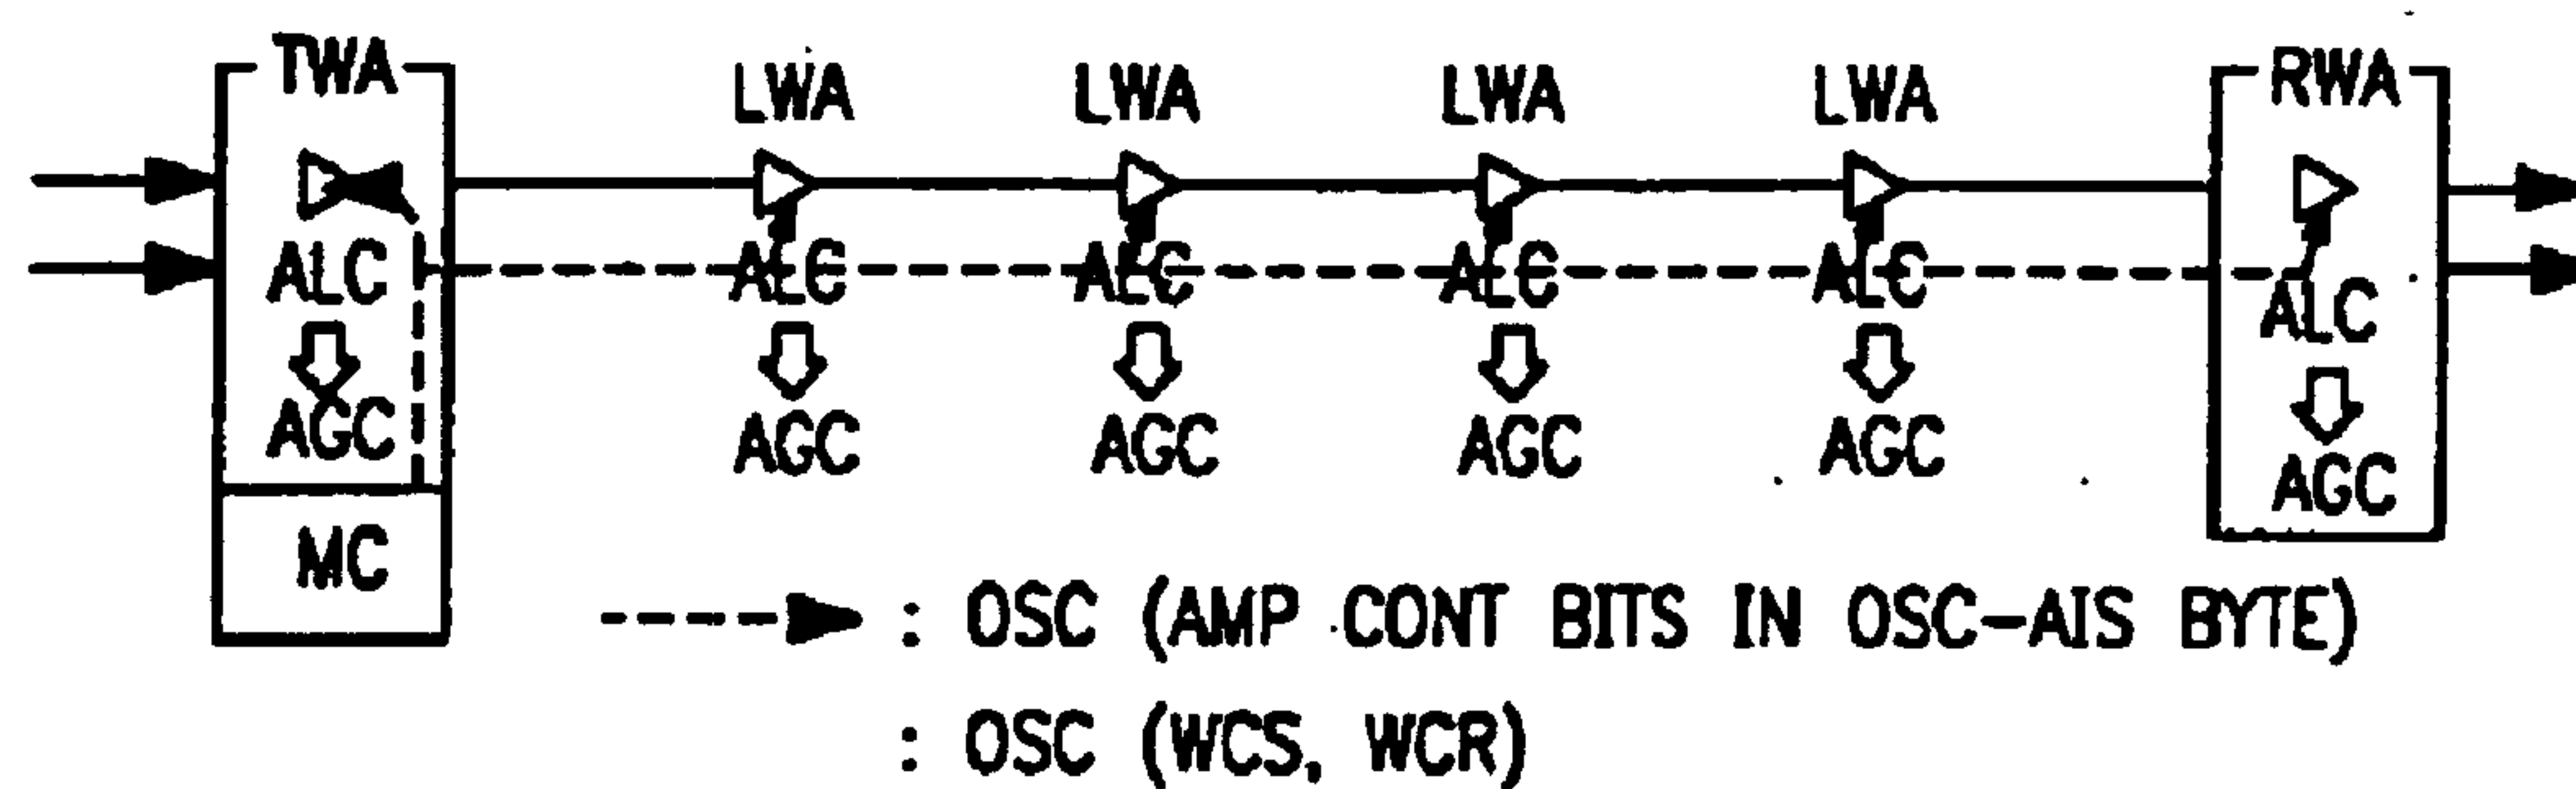 TWA LWA LWA LWA LWA RWA
ALC ALC ALC ALC ALC ALC
AGC AGC AGC AGC AGC AGC
MC
: OSC (AMP CONT BITS IN OSC-AIS BYTE)
: OSC (WCS, WCR)